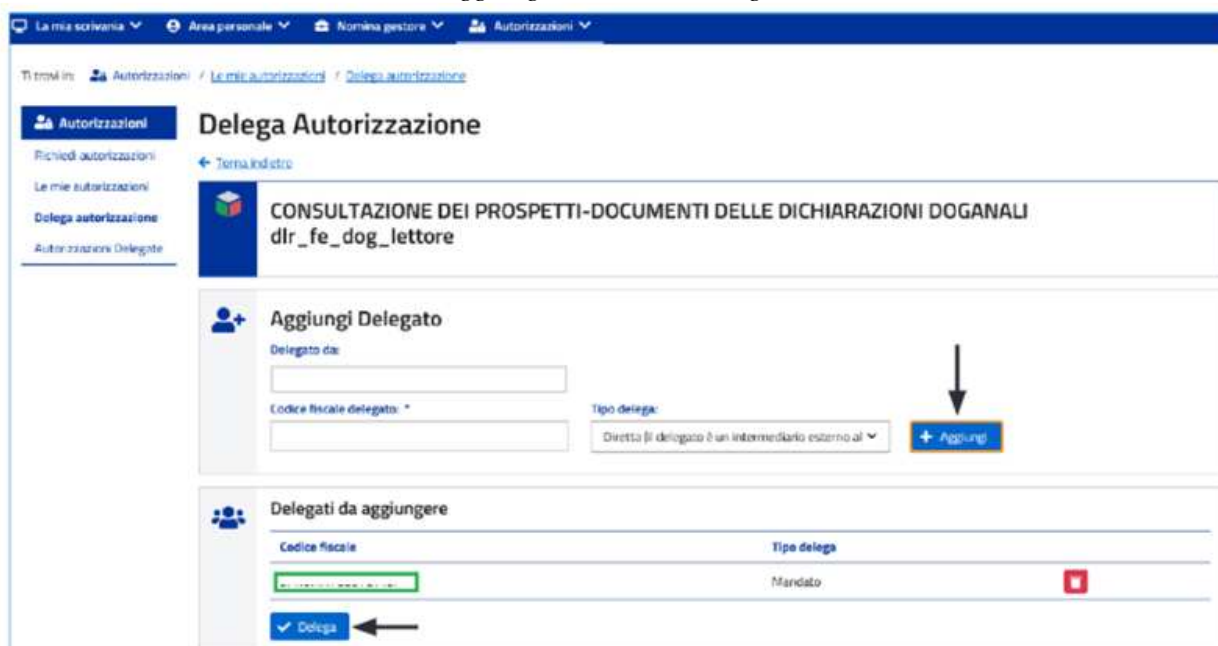 La mia scrivania
Area personale
Nomina gestore
Autorizzazioni
Ti trovi in: Autorizzazioni / Le mie autorizzazioni / Delega autorizzazione
Autorizzazioni
Richiedi autorizzazioni
Le mie autorizzazioni
Delega autorizzazione
Autorizzazioni Delegate
Delega Autorizzazione
Torna indietro
CONSULTAZIONE DEI PROSPETTI-DOCUMENTI DELLE DICHIARAZIONI DOGANALI
dlr_fe_dog_lettore
Aggiungi Delegato
Delegato da:
Codice fiscale delegato: *
Tipo delega:
Diretta (il delegato è un intermediario esterno al
+ Aggiungi
Delegati da aggiungere
Codice fiscale
Tipo delega
Mandato
Delega